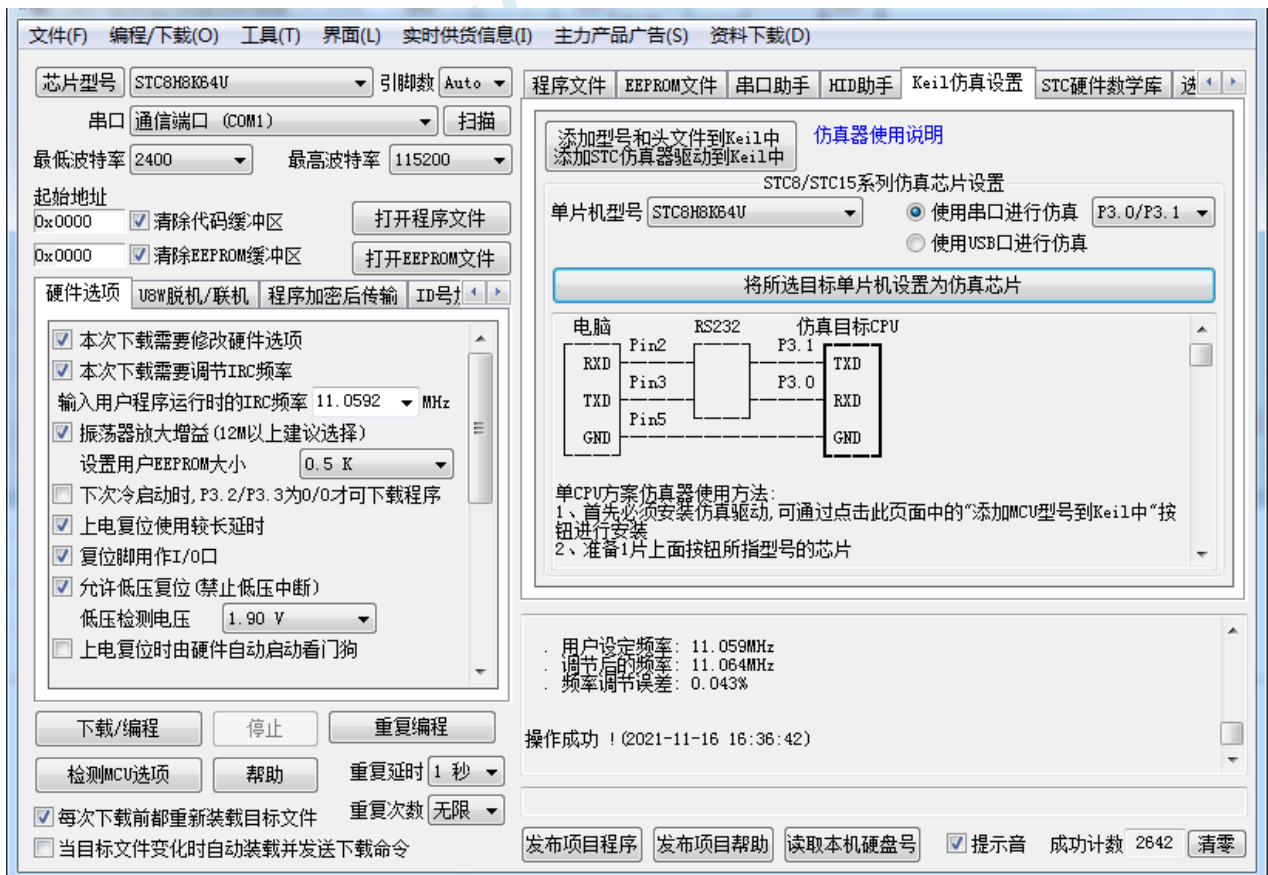 文件(F) 编程/下载(O) 工具(T) 界面(L) 实时供货信息(I) 主力产品广告(S) 资料下载(D)
芯片型号 STC8H8K64U 引脚数 Auto
串口 通信端口 (COM1) 扫描
最低波特率 2400 最高波特率 115200
起始地址
0x0000 清除代码缓冲区 打开程序文件
0x0000 清除EEPROM缓冲区 打开EEPROM文件
硬件选项 U8W脱机/联机 程序加密后传输 ID号
本次下载需要修改硬件选项
本次下载需要调节IRC频率
输入用户程序运行时的IRC频率 11.0592 MHz
振荡器放大增益(12M以上建议选择)
设置用户EEPROM大小 0.5 K
下次冷启动时,P3.2/P3.3为0/0才可下载程序
上电复位使用较长延时
复位脚用作I/O口
允许低压复位(禁止低压中断)
低压检测电压 1.90 V
上电复位时由硬件自动启动看门狗
下载/编程 停止 重复编程
检测MCU选项 帮助 重复延时 1 秒
每次下载前都重新装载目标文件 重复次数 无限
当目标文件变化时自动装载并发送下载命令
程序文件 EEPROM文件 串口助手 HID助手 Keil仿真设置 STC硬件数学库 选
添加型号和头文件到Keil中
添加STC仿真器驱动到Keil中
仿真器使用说明
STC8/STC15系列仿真芯片设置
单片机型号 STC8H8K64U 使用串口进行仿真 P3.0/P3.1
使用USB口进行仿真
将所选目标单片机设置为仿真芯片
电脑 RS232 仿真目标CPU
Pin2 P3.1
RXD TXD
Pin3 P3.0
TXD RXD
Pin5
GND GND
单CPU方案仿真器使用方法:
1、首先必须安装仿真驱动,可通过点击此页面中的"添加MCU型号到Keil中"按
钮进行安装
2、准备1片上面按钮所指型号的芯片
. 用户设定频率: 11.059MHz
. 调节后的频率: 11.064MHz
. 频率调节误差: 0.043%
操作成功 !(2021-11-16 16:36:42)
发布项目程序 发布项目帮助 读取本机硬盘号 提示音 成功计数 2642 清零